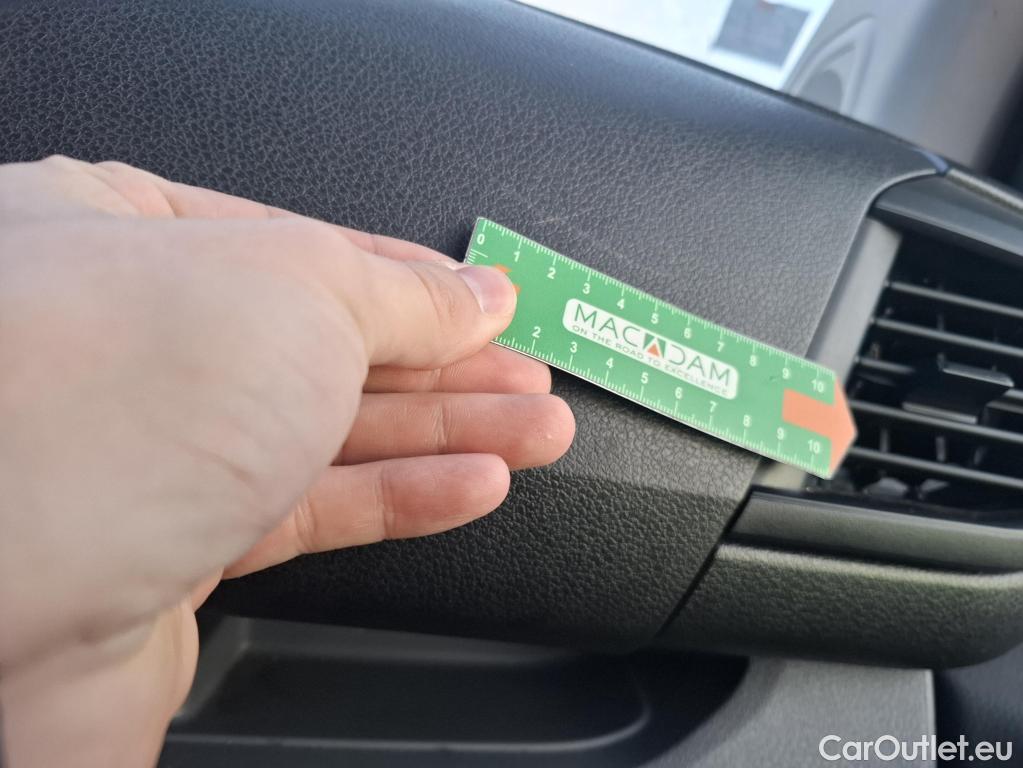 0 1 2 3 4 5 6 7 8 9 10
MACADAM
ON THE ROAD TO EXCELLENCE
2 3 4 5 6 7 8 9 10
CarOutlet.eu